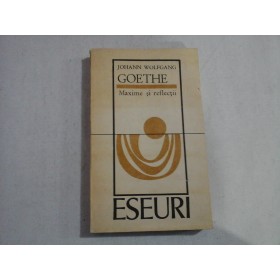 JOHANN WOLFGANG
GOETHE
Maxime și reflecții
ESEURI